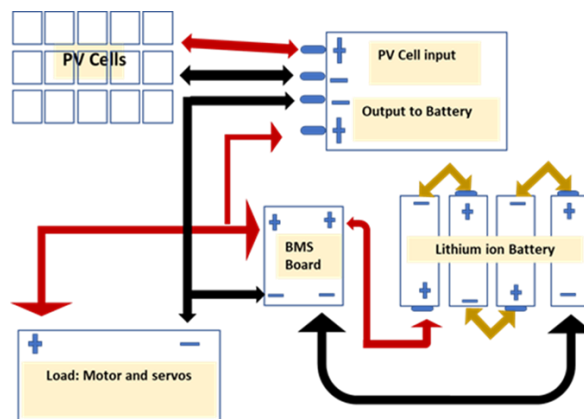 PV Cells
+
PV Cell input
−
−
Output to Battery
+
+ +
BMS
Board
− −
− + − +
Lithium ion Battery
+ − + −
+ −
Load: Motor and servos